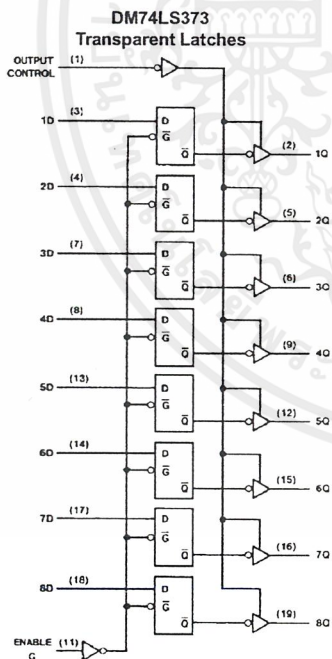 DM74LS373
Transparent Latches
OUTPUT CONTROL (1)
1D (3) D G Q (2) 1Q
2D (4) D G Q (5) 2Q
3D (7) D G Q (6) 3Q
4D (8) D G Q (9) 4Q
5D (13) D G Q (12) 5Q
6D (14) D G Q (15) 6Q
7D (17) D G Q (16) 7Q
8D (18) D G Q (19) 8Q
ENABLE G (11)